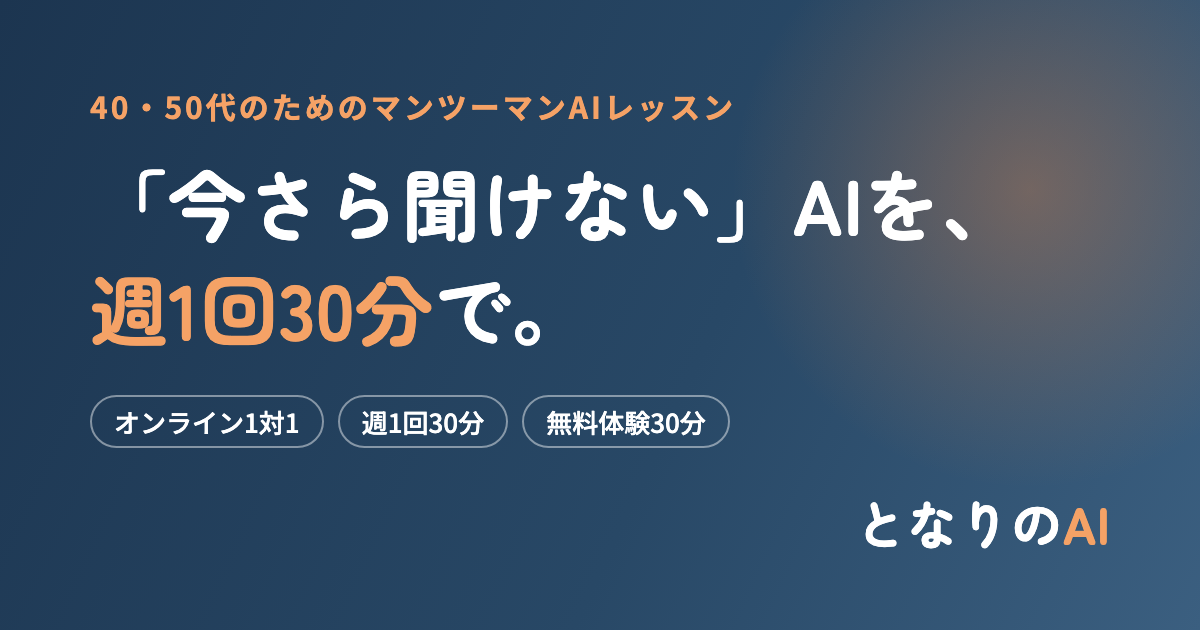 40・50代のためのマンツーマンAIレッスン
「今さら聞けない」AIを、
週1回30分で。
オンライン1対1 週1回30分 無料体験30分
となりのAI